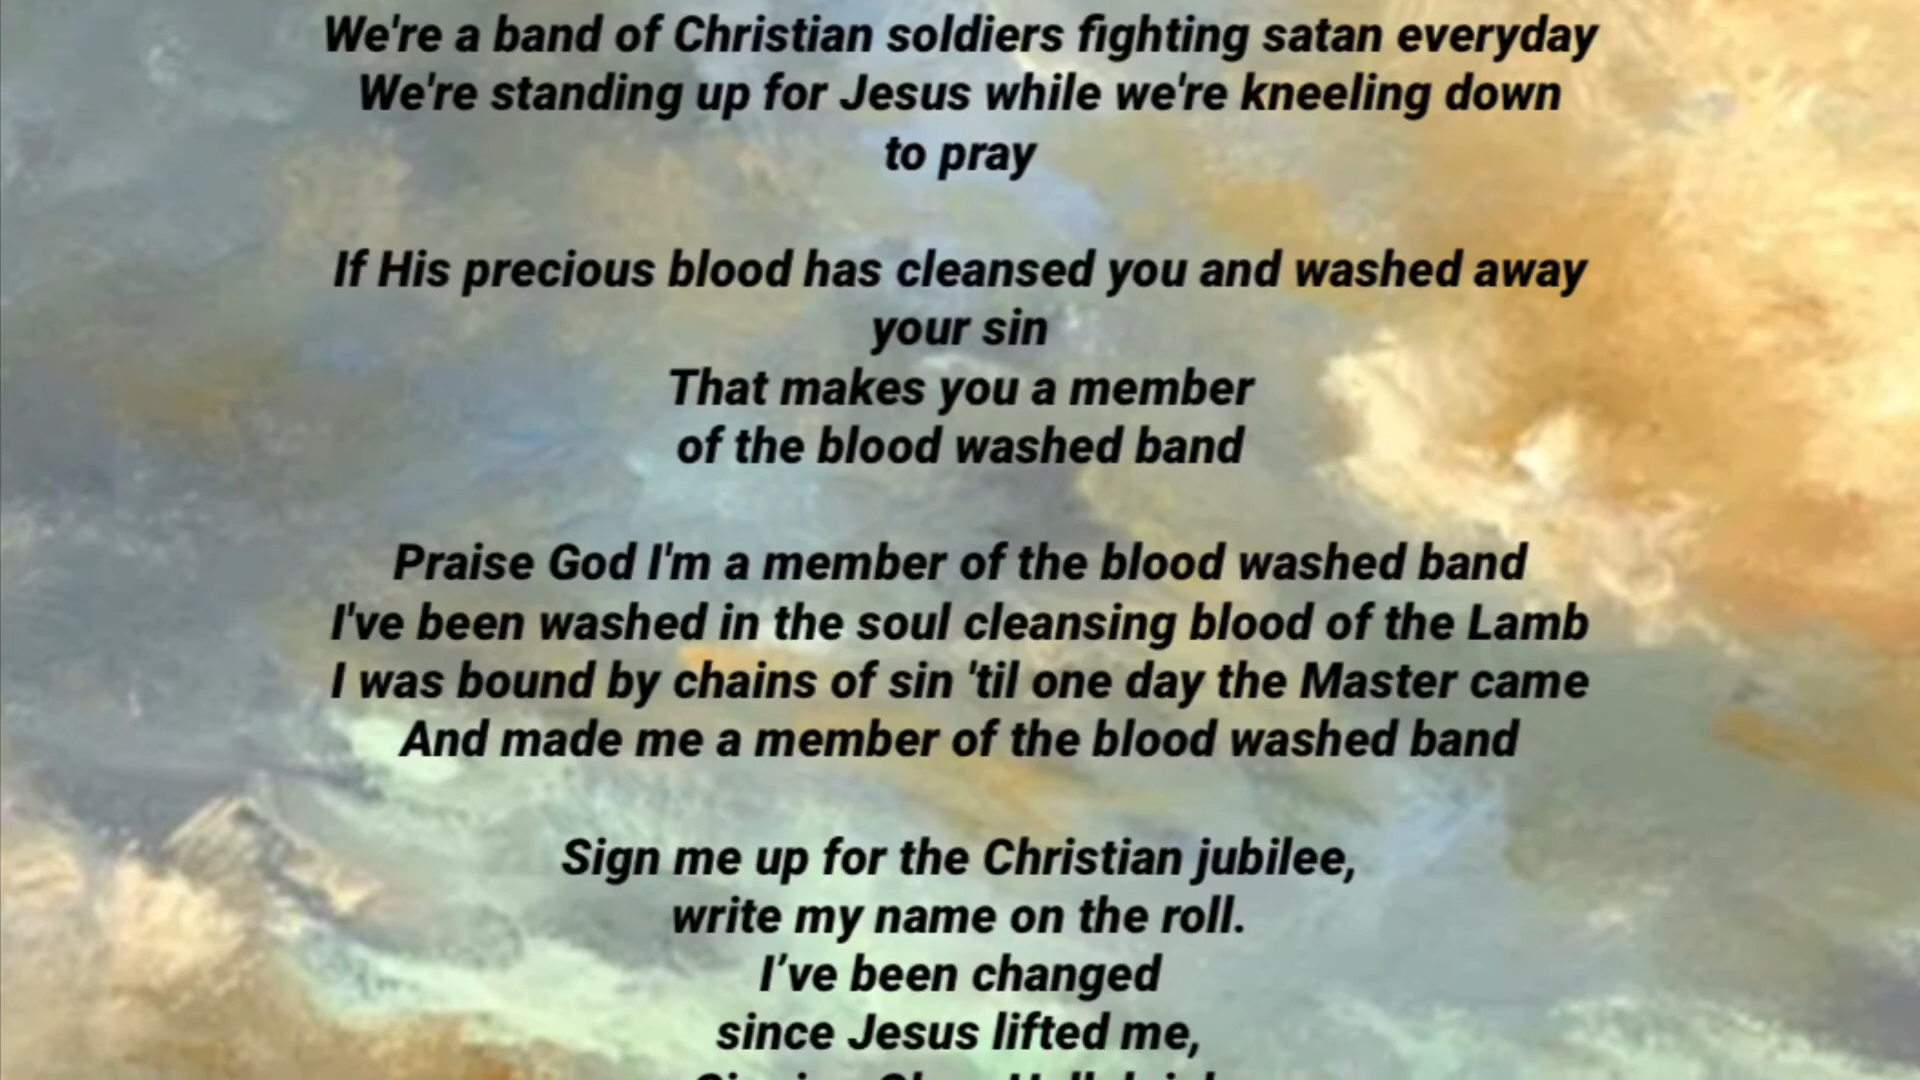 We're a band of Christian soldiers fighting satan everyday
We're standing up for Jesus while we're kneeling down
to pray
If His precious blood has cleansed you and washed away
your sin
That makes you a member
of the blood washed band
Praise God I'm a member of the blood washed band
I've been washed in the soul cleansing blood of the Lamb
I was bound by chains of sin 'til one day the Master came
And made me a member of the blood washed band
Sign me up for the Christian jubilee,
write my name on the roll.
I’ve been changed
since Jesus lifted me,